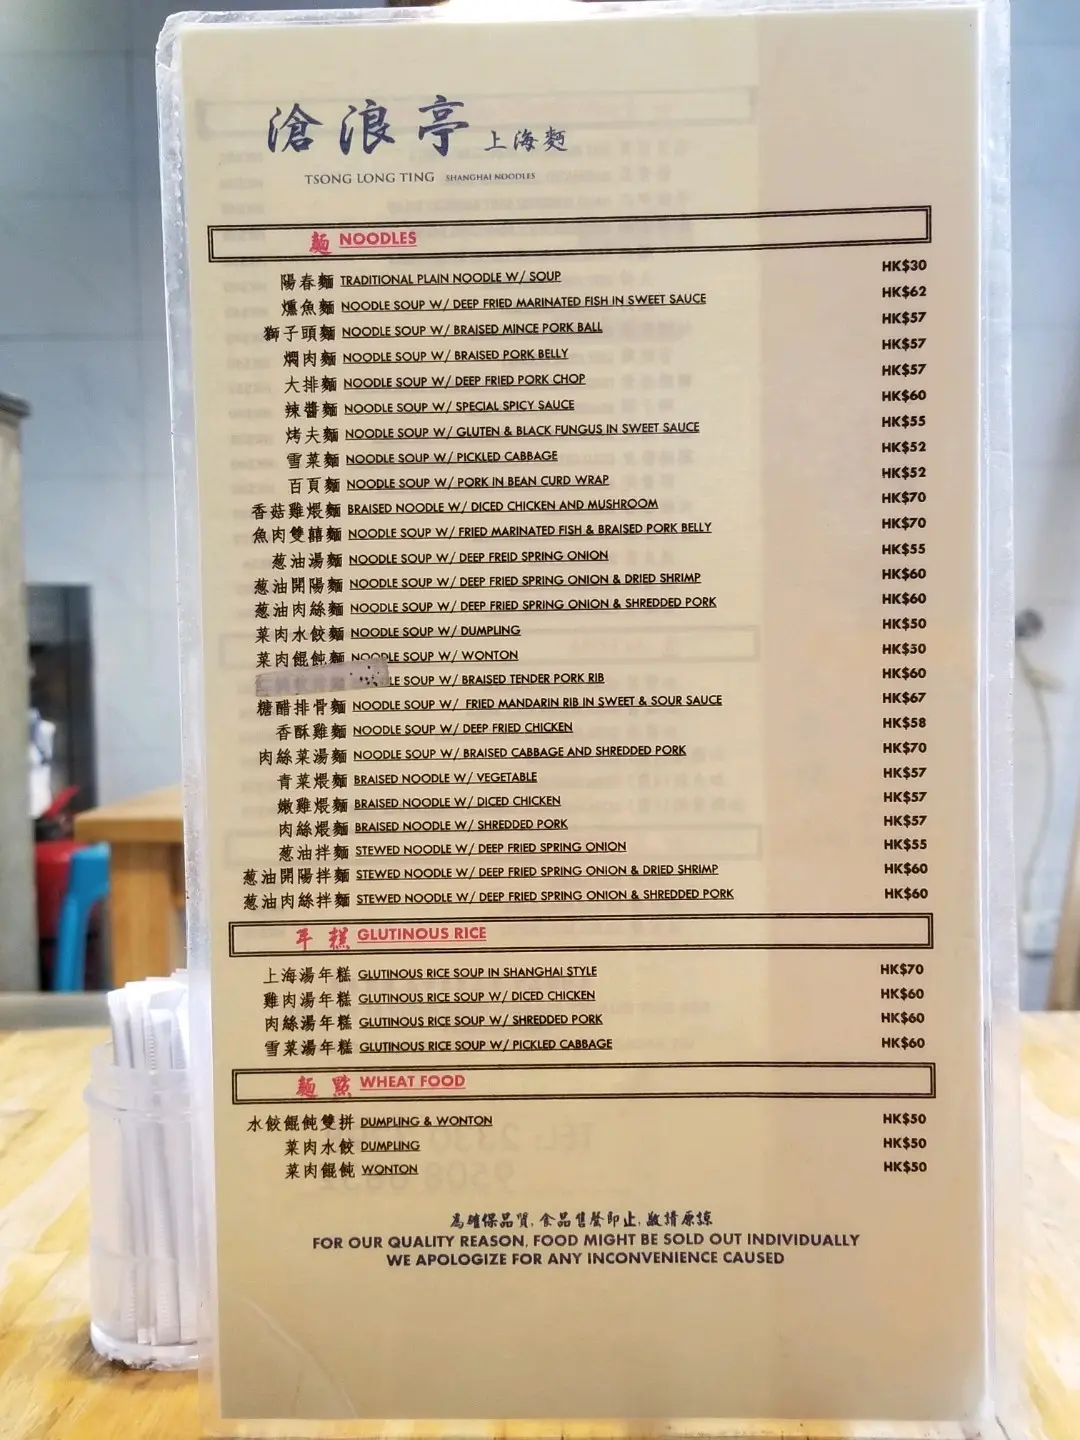 滄浪亭 上海麵
TSONG LONG TING SHANGHAI NOODLES
麵 NOODLES
陽春麵 TRADITIONAL PLAIN NOODLE W/ SOUP HK$30
燻魚麵 NOODLE SOUP W/ DEEP FRIED MARINATED FISH IN SWEET SAUCE HK$62
獅子頭麵 NOODLE SOUP W/ BRAISED MINCE PORK BALL HK$57
燜肉麵 NOODLE SOUP W/ BRAISED PORK BELLY HK$57
大排麵 NOODLE SOUP W/ DEEP FRIED PORK CHOP HK$57
辣醬麵 NOODLE SOUP W/ SPECIAL SPICY SAUCE HK$60
烤夫麵 NOODLE SOUP W/ GLUTEN & BLACK FUNGUS IN SWEET SAUCE HK$55
雪菜麵 NOODLE SOUP W/ PICKLED CABBAGE HK$52
百頁麵 NOODLE SOUP W/ PORK IN BEAN CURD WRAP HK$52
香菇雞煨麵 BRAISED NOODLE W/ DICED CHICKEN AND MUSHROOM HK$70
魚肉雙囍麵 NOODLE SOUP W/ FRIED MARINATED FISH & BRAISED PORK BELLY HK$70
葱油湯麵 NOODLE SOUP W/ DEEP FREID SPRING ONION HK$55
葱油開陽麵 NOODLE SOUP W/ DEEP FRIED SPRING ONION & DRIED SHRIMP HK$60
葱油肉絲麵 NOODLE SOUP W/ DEEP FRIED SPRING ONION & SHREDDED PORK HK$60
菜肉水餃麵 NOODLE SOUP W/ DUMPLING HK$50
菜肉餛飩麵 NOODLE SOUP W/ WONTON HK$50
LE SOUP W/ BRAISED TENDER PORK RIB HK$60
糖醋排骨麵 NOODLE SOUP W/ FRIED MANDARIN RIB IN SWEET & SOUR SAUCE HK$67
香酥雞麵 NOODLE SOUP W/ DEEP FRIED CHICKEN HK$58
肉絲菜湯麵 NOODLE SOUP W/ BRAISED CABBAGE AND SHREDDED PORK HK$70
青菜煨麵 BRAISED NOODLE W/ VEGETABLE HK$57
嫩雞煨麵 BRAISED NOODLE W/ DICED CHICKEN HK$57
肉絲煨麵 BRAISED NOODLE W/ SHREDDED PORK HK$57
葱油拌麵 STEWED NOODLE W/ DEEP FRIED SPRING ONION HK$55
葱油開陽拌麵 STEWED NOODLE W/ DEEP FRIED SPRING ONION & DRIED SHRIMP HK$60
葱油肉絲拌麵 STEWED NOODLE W/ DEEP FRIED SPRING ONION & SHREDDED PORK HK$60
年糕 GLUTINOUS RICE
上海湯年糕 GLUTINOUS RICE SOUP IN SHANGHAI STYLE HK$70
雞肉湯年糕 GLUTINOUS RICE SOUP W/ DICED CHICKEN HK$60
肉絲湯年糕 GLUTINOUS RICE SOUP W/ SHREDDED PORK HK$60
雪菜湯年糕 GLUTINOUS RICE SOUP W/ PICKLED CABBAGE HK$60
麵點 WHEAT FOOD
水餃餛飩雙拼 DUMPLING & WONTON HK$50
菜肉水餃 DUMPLING HK$50
菜肉餛飩 WONTON HK$50
為確保品質, 食品售罄即止, 敬請原諒
FOR OUR QUALITY REASON, FOOD MIGHT BE SOLD OUT INDIVIDUALLY
WE APOLOGIZE FOR ANY INCONVENIENCE CAUSED